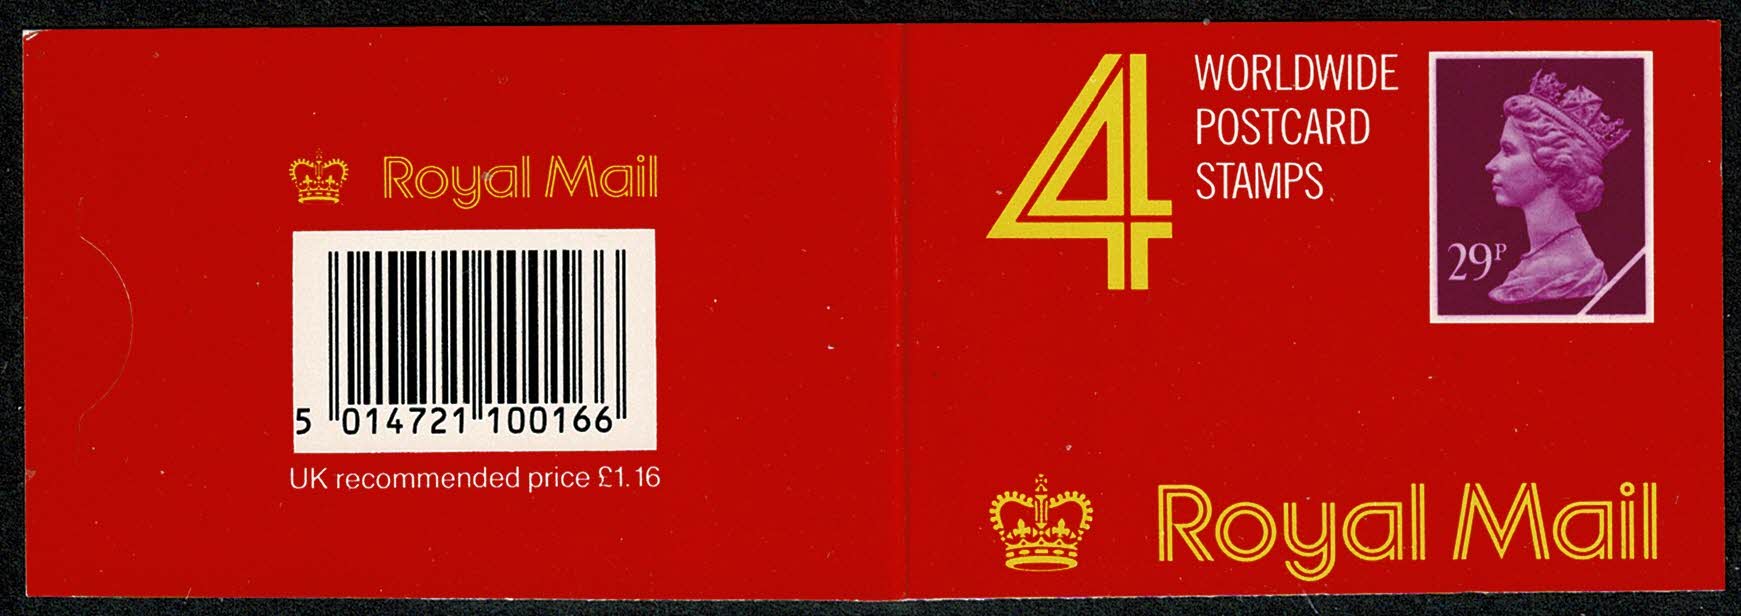 Royal Mail
5 014721 100166
UK recommended price £1.16
4
WORLDWIDE
POSTCARD
STAMPS
29P
Royal Mail